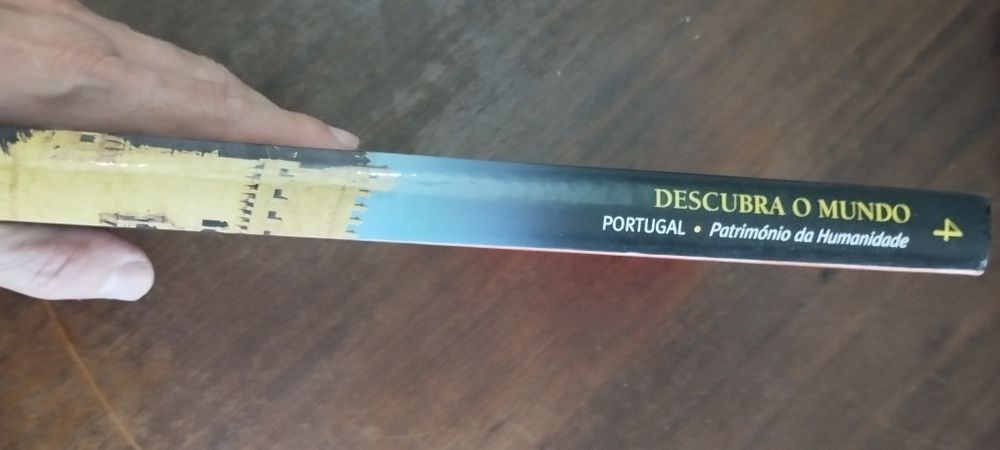 DESCUBRA O MUNDO
PORTUGAL • Património da Humanidade
4